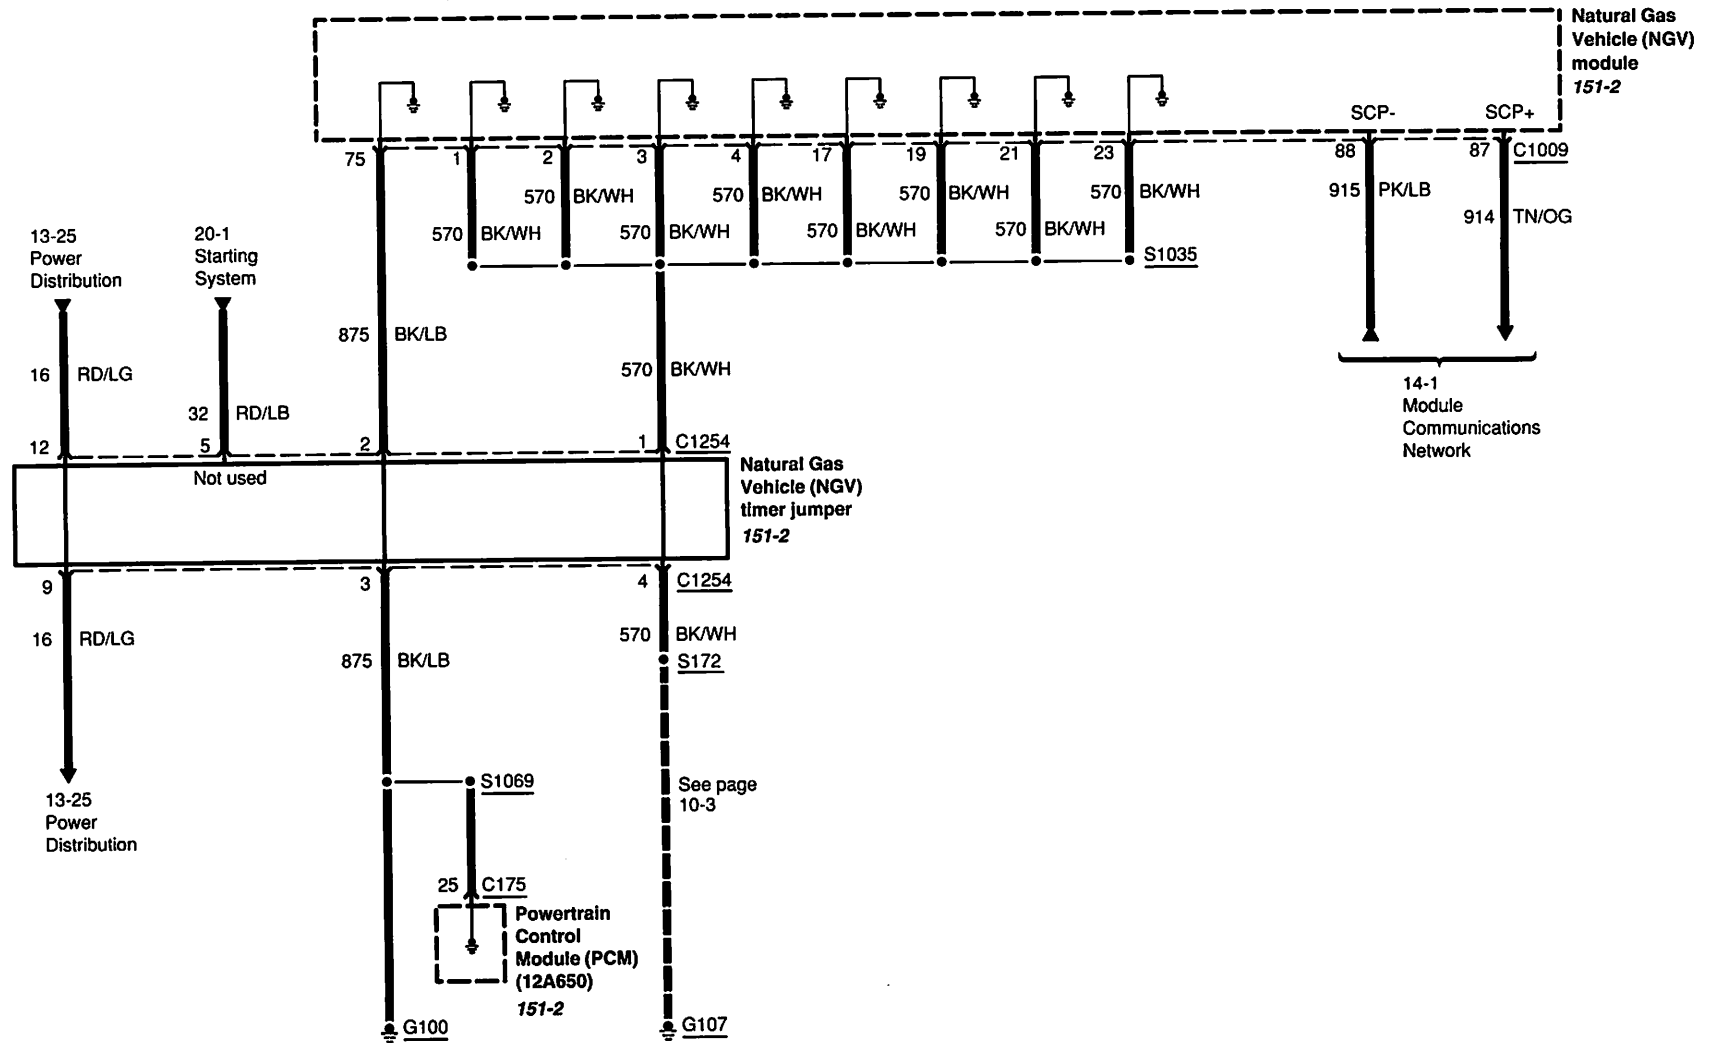 Natural Gas
Vehicle (NGV)
module
151-2
SCP-
SCP+
75
1
2
3
4
17
19
21
23
88
87
C1009
570
BK/WH
570
BK/WH
570
BK/WH
570
BK/WH
915
PK/LB
914
TN/OG
570
BK/WH
570
BK/WH
570
BK/WH
570
BK/WH
S1035
13-25
Power
Distribution
20-1
Starting
System
875
BK/LB
570
BK/WH
16
RD/LG
32
RD/LB
14-1
Module
Communications
Network
12
5
2
1
C1254
Not used
Natural Gas
Vehicle (NGV)
timer jumper
151-2
9
3
4
C1254
16
RD/LG
875
BK/LB
570
BK/WH
S172
S1069
See page
10-3
13-25
Power
Distribution
25
C175
Powertrain
Control
Module (PCM)
(12A650)
151-2
G100
G107